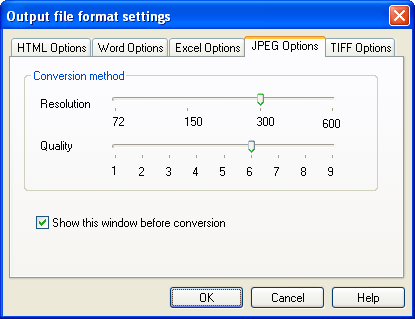 Output file format settings
HTML Options Word Options Excel Options JPEG Options TIFF Options
Conversion method
Resolution
72 150 300 600
Quality
1 2 3 4 5 6 7 8 9
Show this window before conversion
OK Cancel Help